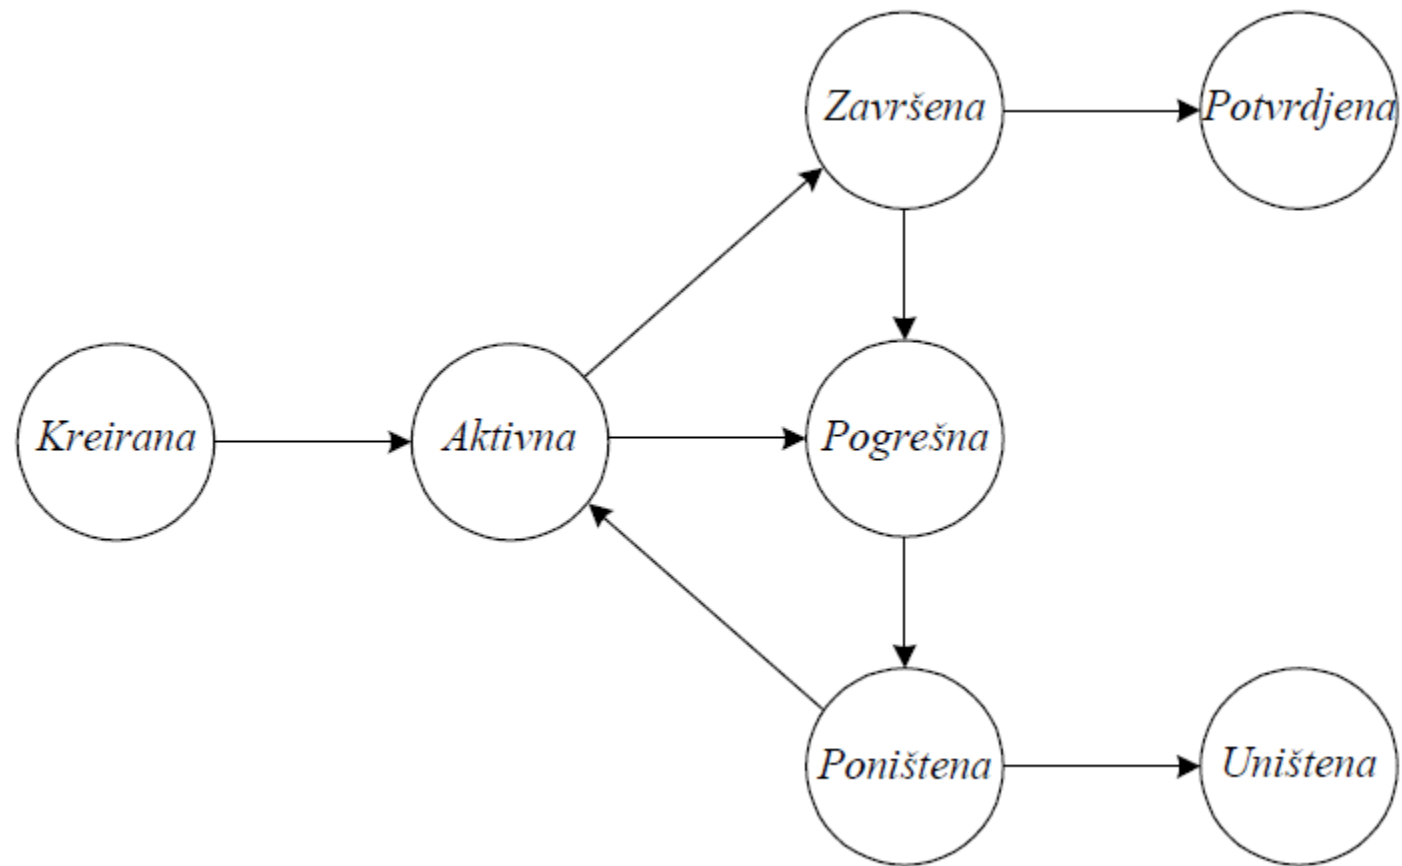 Završena
Potvrdjena
Kreirana
Aktivna
Pogrešna
Poništena
Uništena